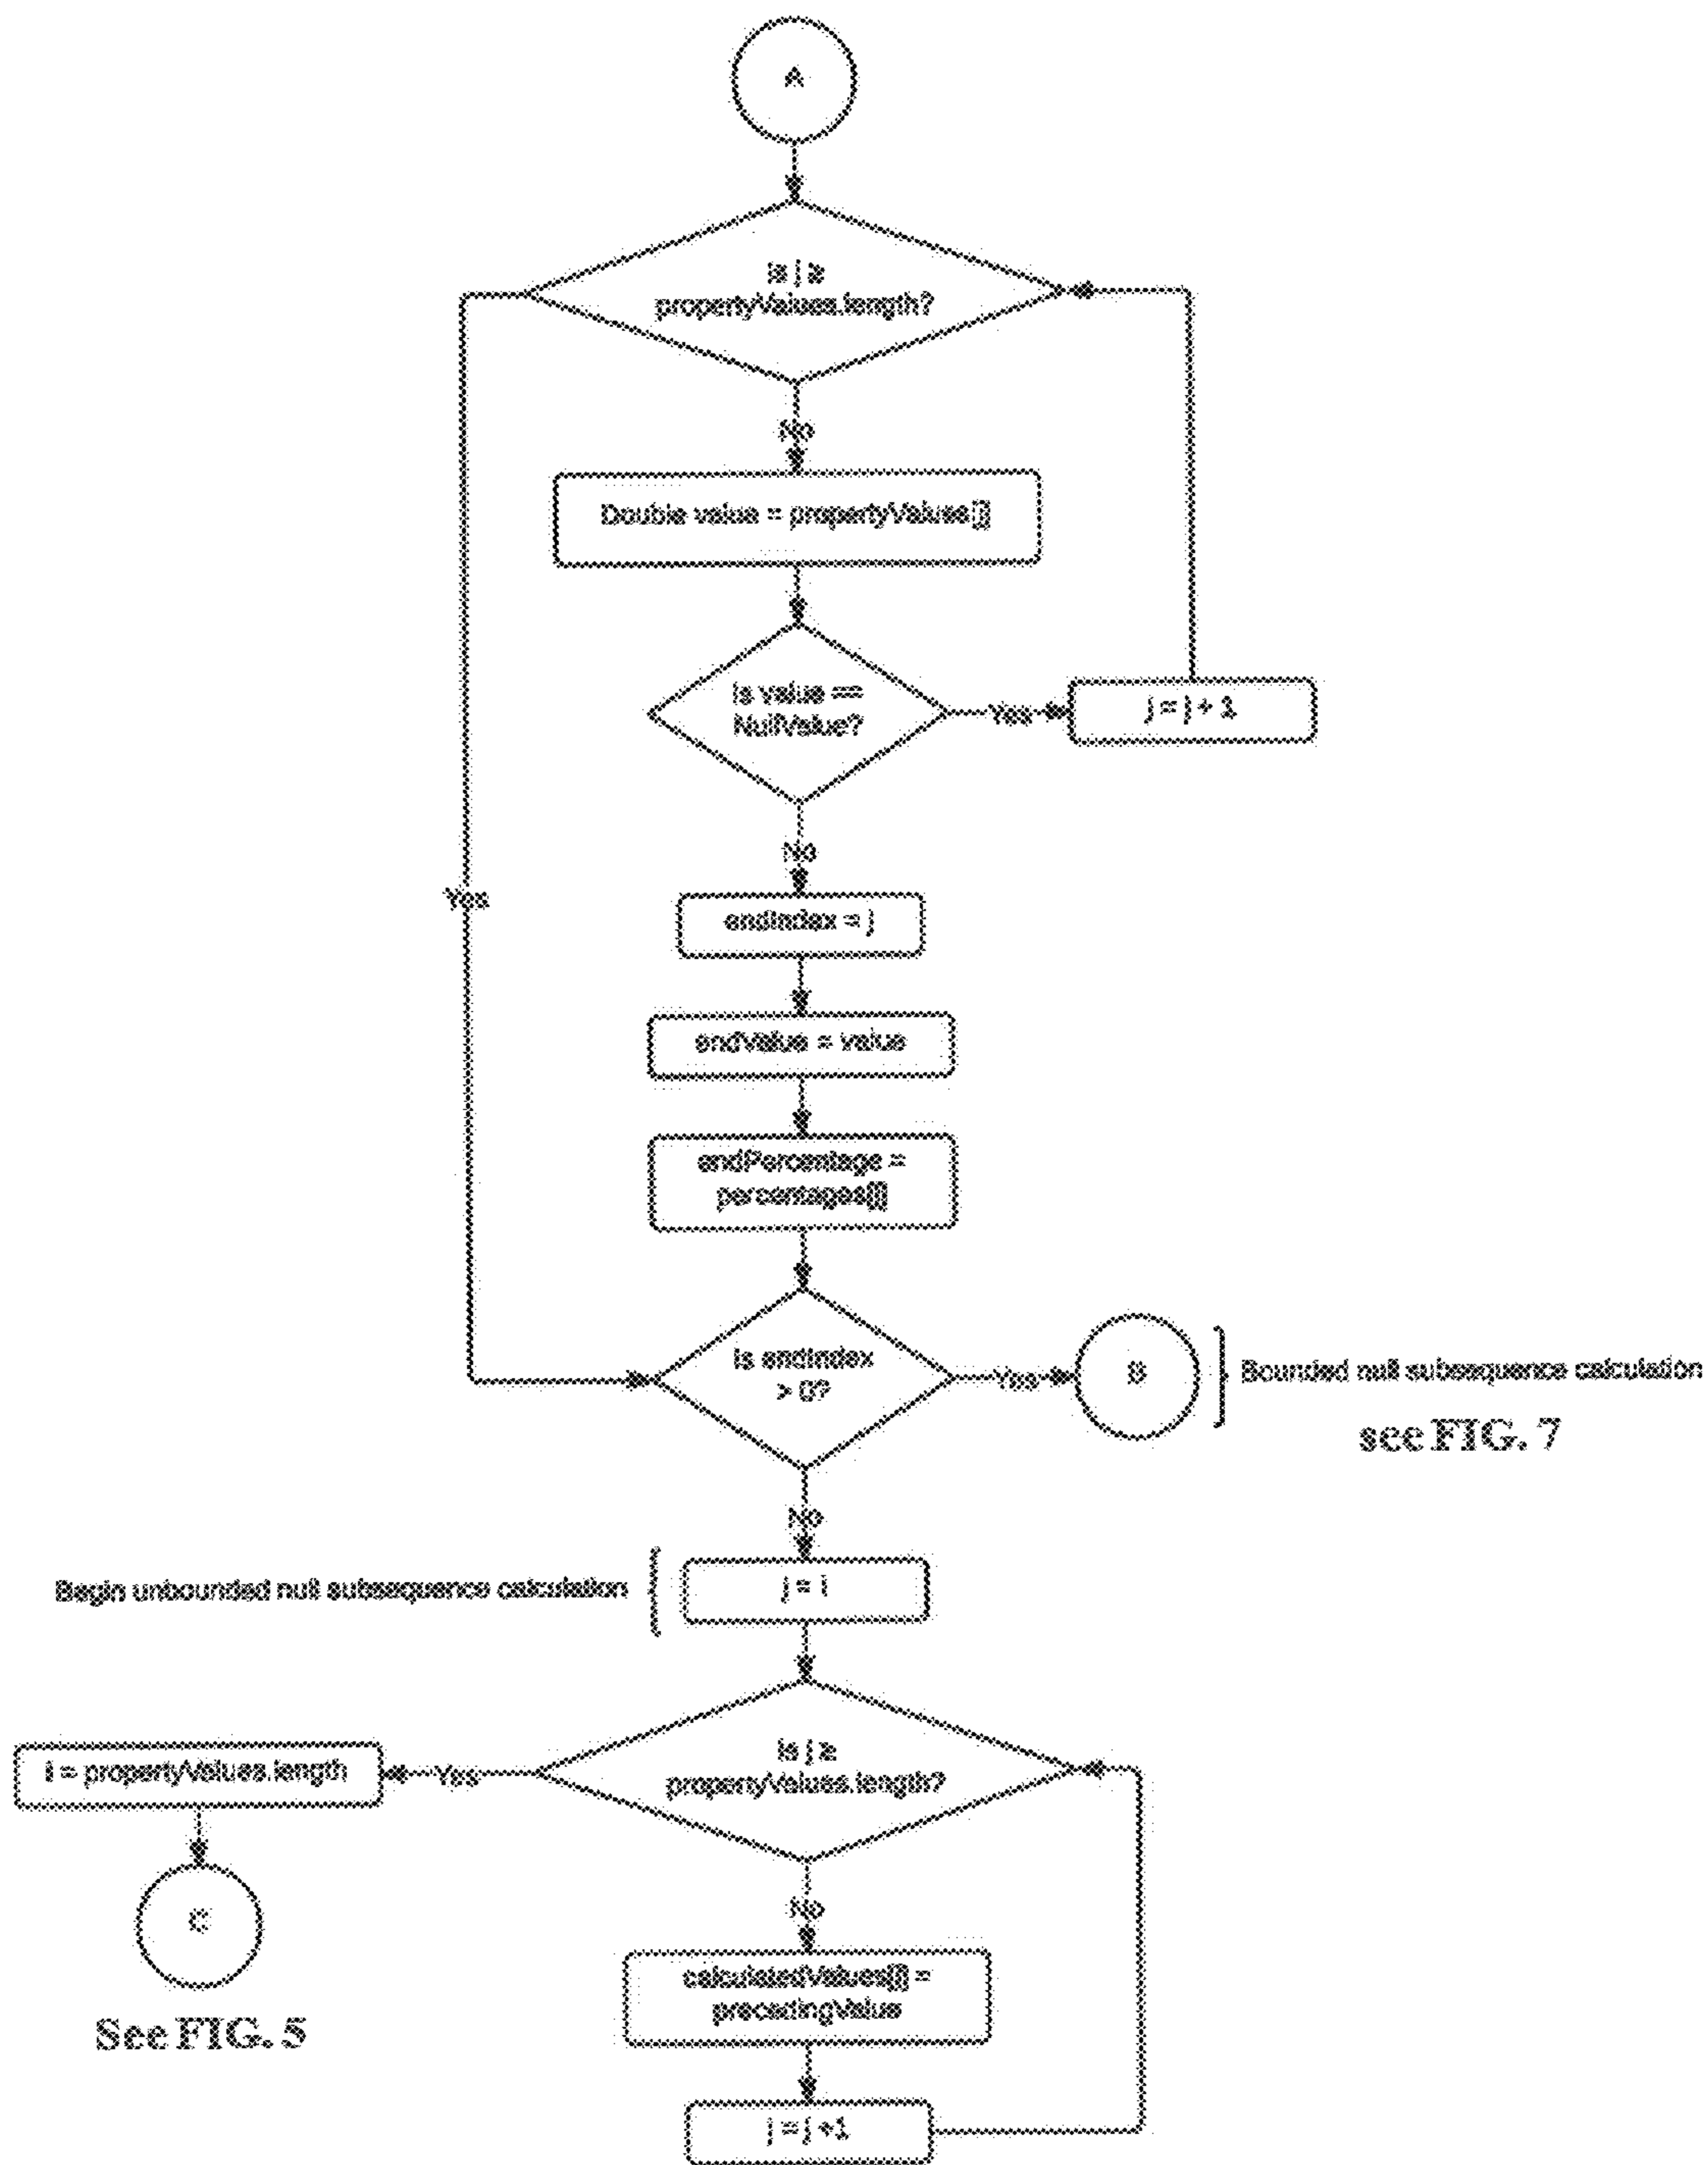 A
Is j ≥
propertyValues.length?
No
Double value = propertyValues[j]
Is value ==
NullValue?
Yes
j = j + 1
No
Yes
endIndex = j
endValue = value
endPercentage =
percentages[j]
Is endIndex
> 0?
Yes
B
Bounded null subsequence calculation
see FIG. 7
No
Begin unbounded null subsequence calculation
j = i
Is j ≥
propertyValues.length?
Yes
i = propertyValues.length
C
See FIG. 5
No
calculatedValues[j] =
precedingValue
j = j +1